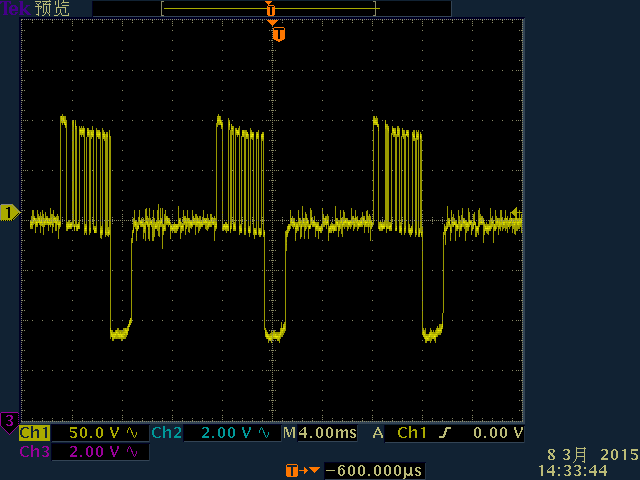 Tek 预览
T
T
1
3
Ch1 50.0 V Ch2 2.00 V M4.00ms A Ch1 0.00 V
Ch3 2.00 V
T→▼ -600.000µs
8 3月 2015
14:33:44